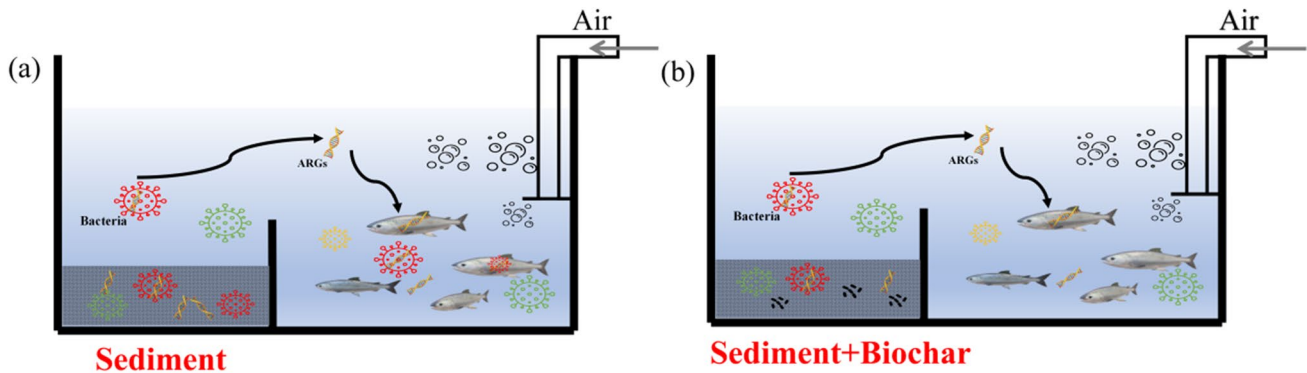 (a)
Air
ARGs
Bacteria
Sediment
(b)
Air
ARGs
Bacteria
Sediment+Biochar